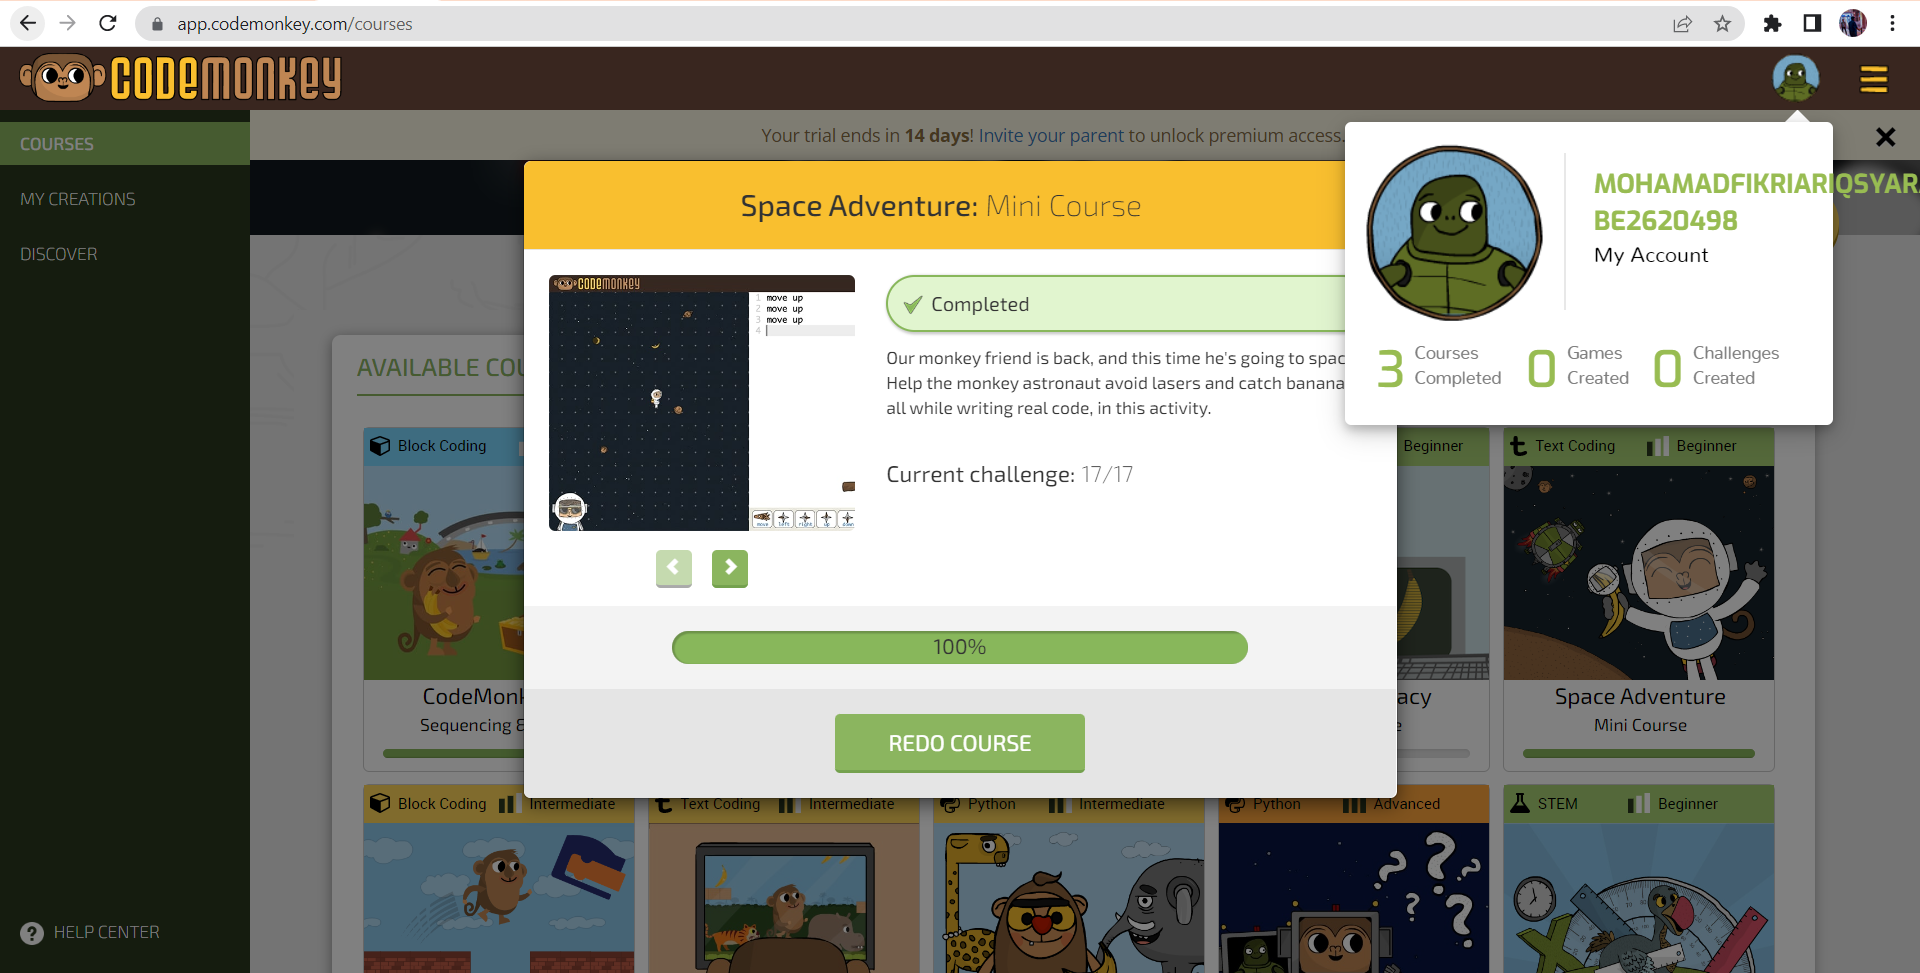 app.codemonkey.com/courses
CODEMONKEY
COURSES
MY CREATIONS
DISCOVER
HELP CENTER
Your trial ends in 14 days! Invite your parent to unlock premium access.
MOHAMADFIKRIARIQSYAR
BE2620498
My Account
3 Courses Completed
0 Games Created
0 Challenges Created
Space Adventure: Mini Course
CODEMONKEY
1 move up
2 move up
3 move up
4
move left right up down
Completed
Our monkey friend is back, and this time he's going to spac
Help the monkey astronaut avoid lasers and catch banana
all while writing real code, in this activity.
Current challenge: 17/17
100%
REDO COURSE
AVAILABLE COU
Block Coding
Beginner
Text Coding Beginner
CodeMonk
Sequencing &
acy
Space Adventure
Mini Course
Block Coding Intermediate
Text Coding Intermediate
Python Intermediate
Python Advanced
STEM Beginner